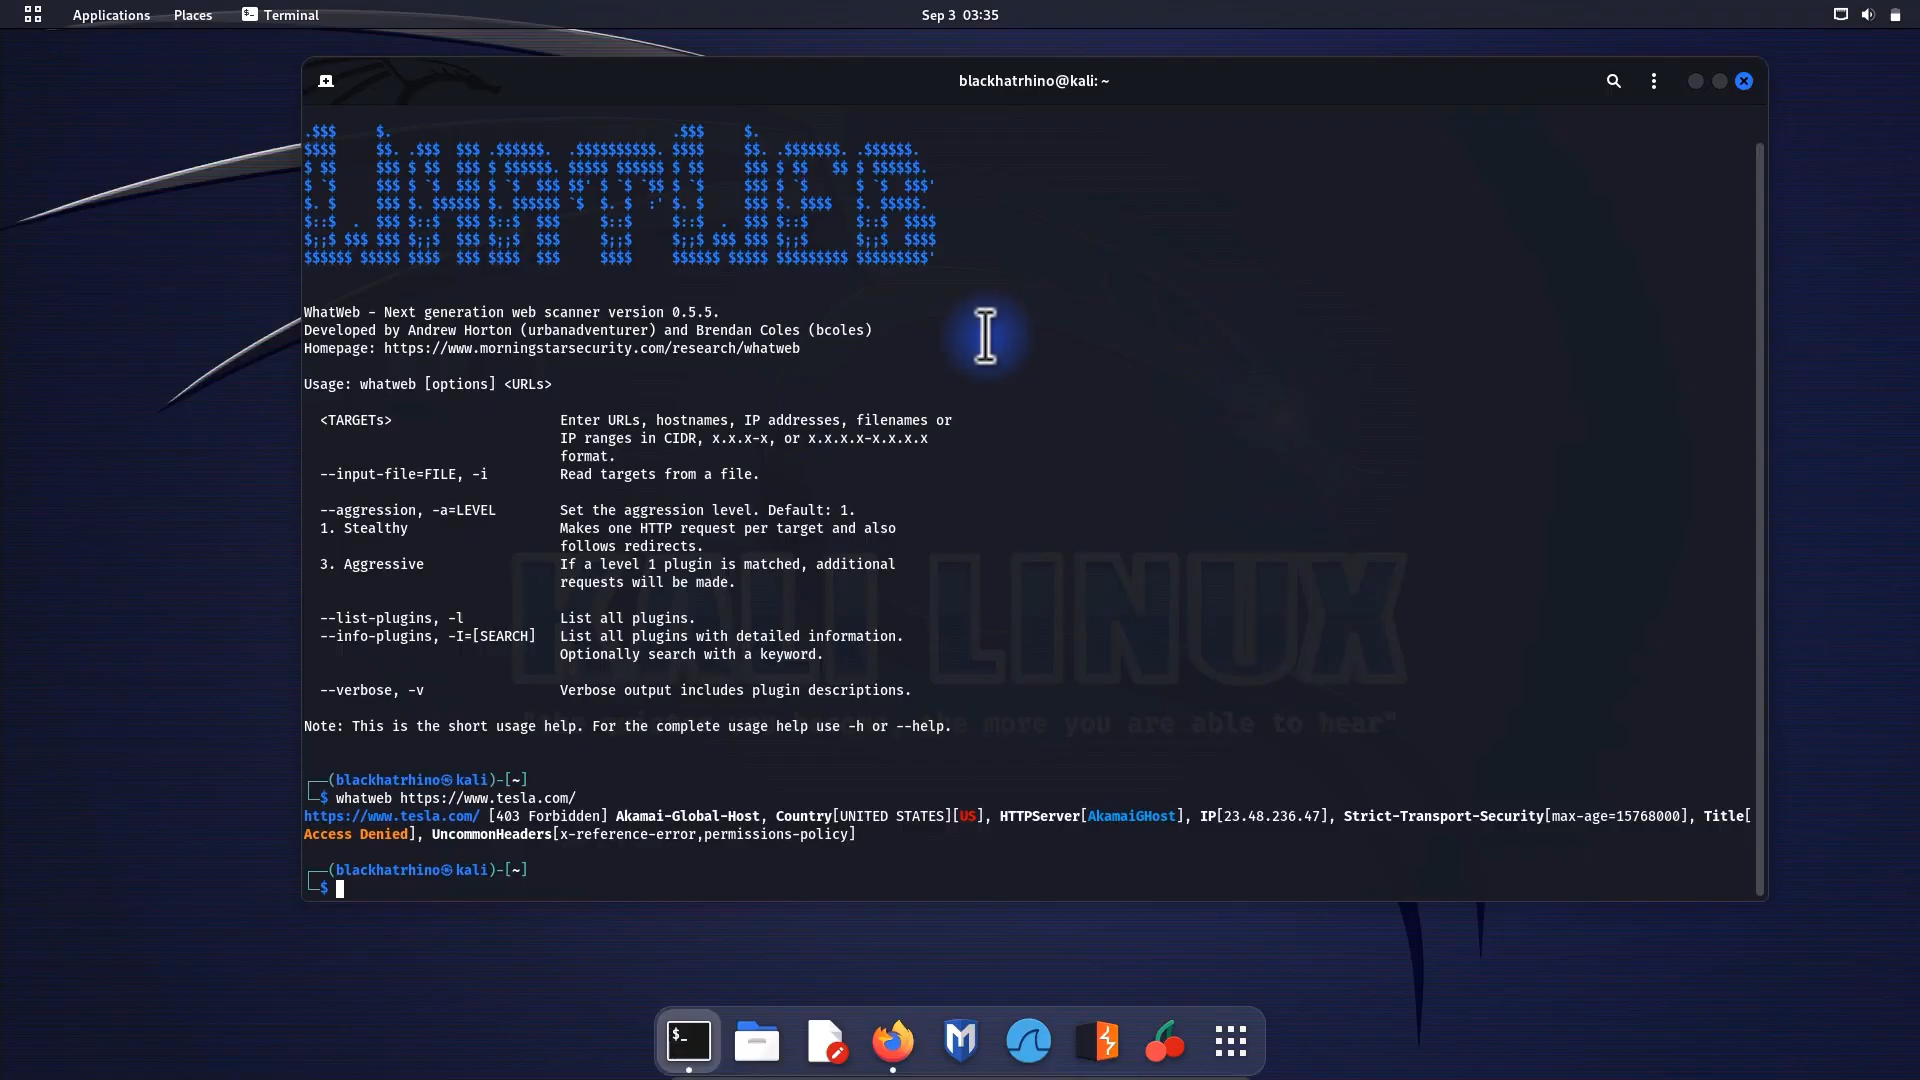 Applications Places Terminal Sep 3 03:35
blackhatrhino@kali: ~
WhatWeb - Next generation web scanner version 0.5.5.
Developed by Andrew Horton (urbanadventurer) and Brendan Coles (bcoles)
Homepage: https://www.morningstarsecurity.com/research/whatweb
Usage: whatweb [options] <URLs>
<TARGETs> Enter URLs, hostnames, IP addresses, filenames or
IP ranges in CIDR, x.x.x-x, or x.x.x.x-x.x.x.x
format.
--input-file=FILE, -i Read targets from a file.
--aggression, -a=LEVEL Set the aggression level. Default: 1.
1. Stealthy Makes one HTTP request per target and also
follows redirects.
3. Aggressive If a level 1 plugin is matched, additional
requests will be made.
--list-plugins, -l List all plugins.
--info-plugins, -I=[SEARCH] List all plugins with detailed information.
Optionally search with a keyword.
--verbose, -v Verbose output includes plugin descriptions.
Note: This is the short usage help. For the complete usage help use -h or --help.
┌──(blackhatrhino㉿kali)-[~]
└─$ whatweb https://www.tesla.com/
https://www.tesla.com/ [403 Forbidden] Akamai-Global-Host, Country[UNITED STATES][US], HTTPServer[AkamaiGHost], IP[23.48.236.47], Strict-Transport-Security[max-age=15768000], Title[
Access Denied], UncommonHeaders[x-reference-error,permissions-policy]
┌──(blackhatrhino㉿kali)-[~]
└─$
KALI LINUX
the more you are able to hear"